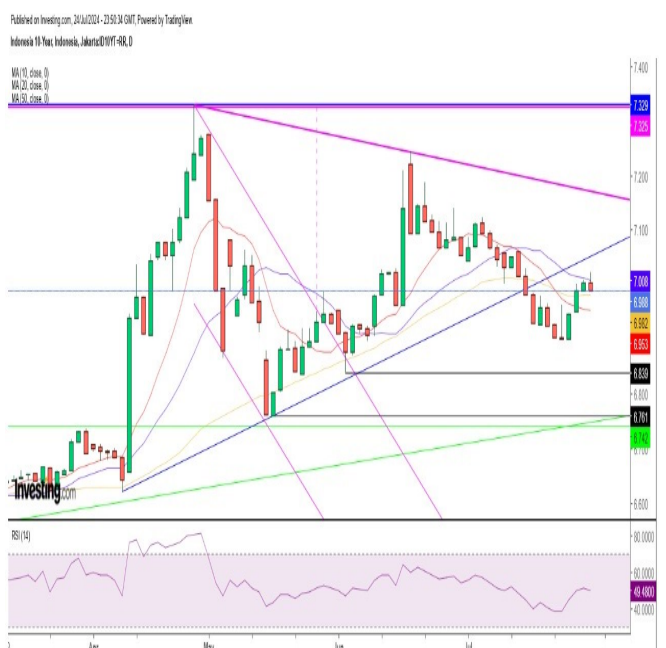 Published on Investing.com, 24/Jul/2024 - 23:50:34 GMT, Powered by TradingView.
Indonesia 10-Year, Indonesia, Jakarta:ID10YT=RR, D
MA (10, close, 0)
MA (20, close, 0)
MA (50, close, 0)
7.400
7.329
7.325
7.200
7.100
7.008
6.988
6.982
6.953
6.839
6.800
6.761
6.742
6.700
6.600
Investing.com
RSI (14)
80.0000
60.0000
49.4800
40.0000
Apr
May
Jun
Jul